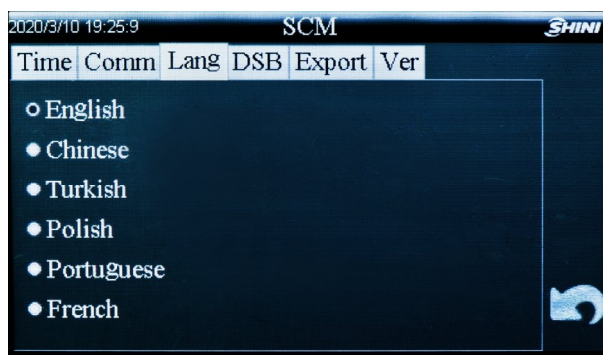 2020/3/10 19:25:9 SCM SHINI
Time Comm Lang DSB Export Ver
English
Chinese
Turkish
Polish
Portuguese
French